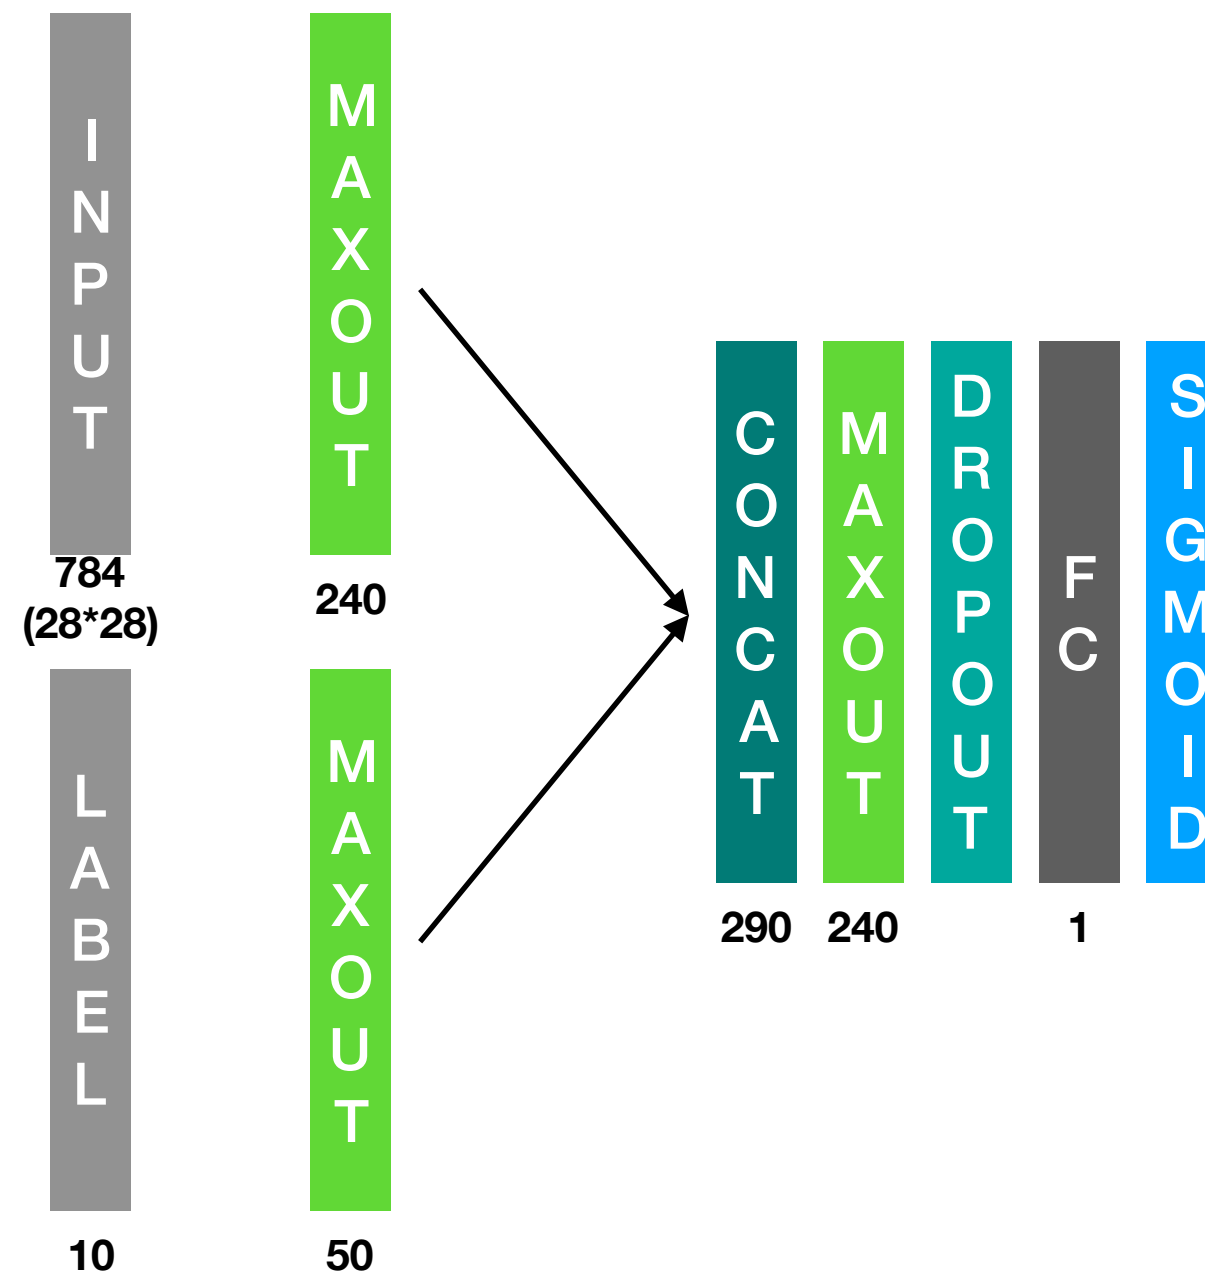 INPUT
784
(28*28)
MAXOUT
240
LABEL
10
MAXOUT
50
CONCAT
290
MAXOUT
240
DROPOUT
FC
1
SIGMOID